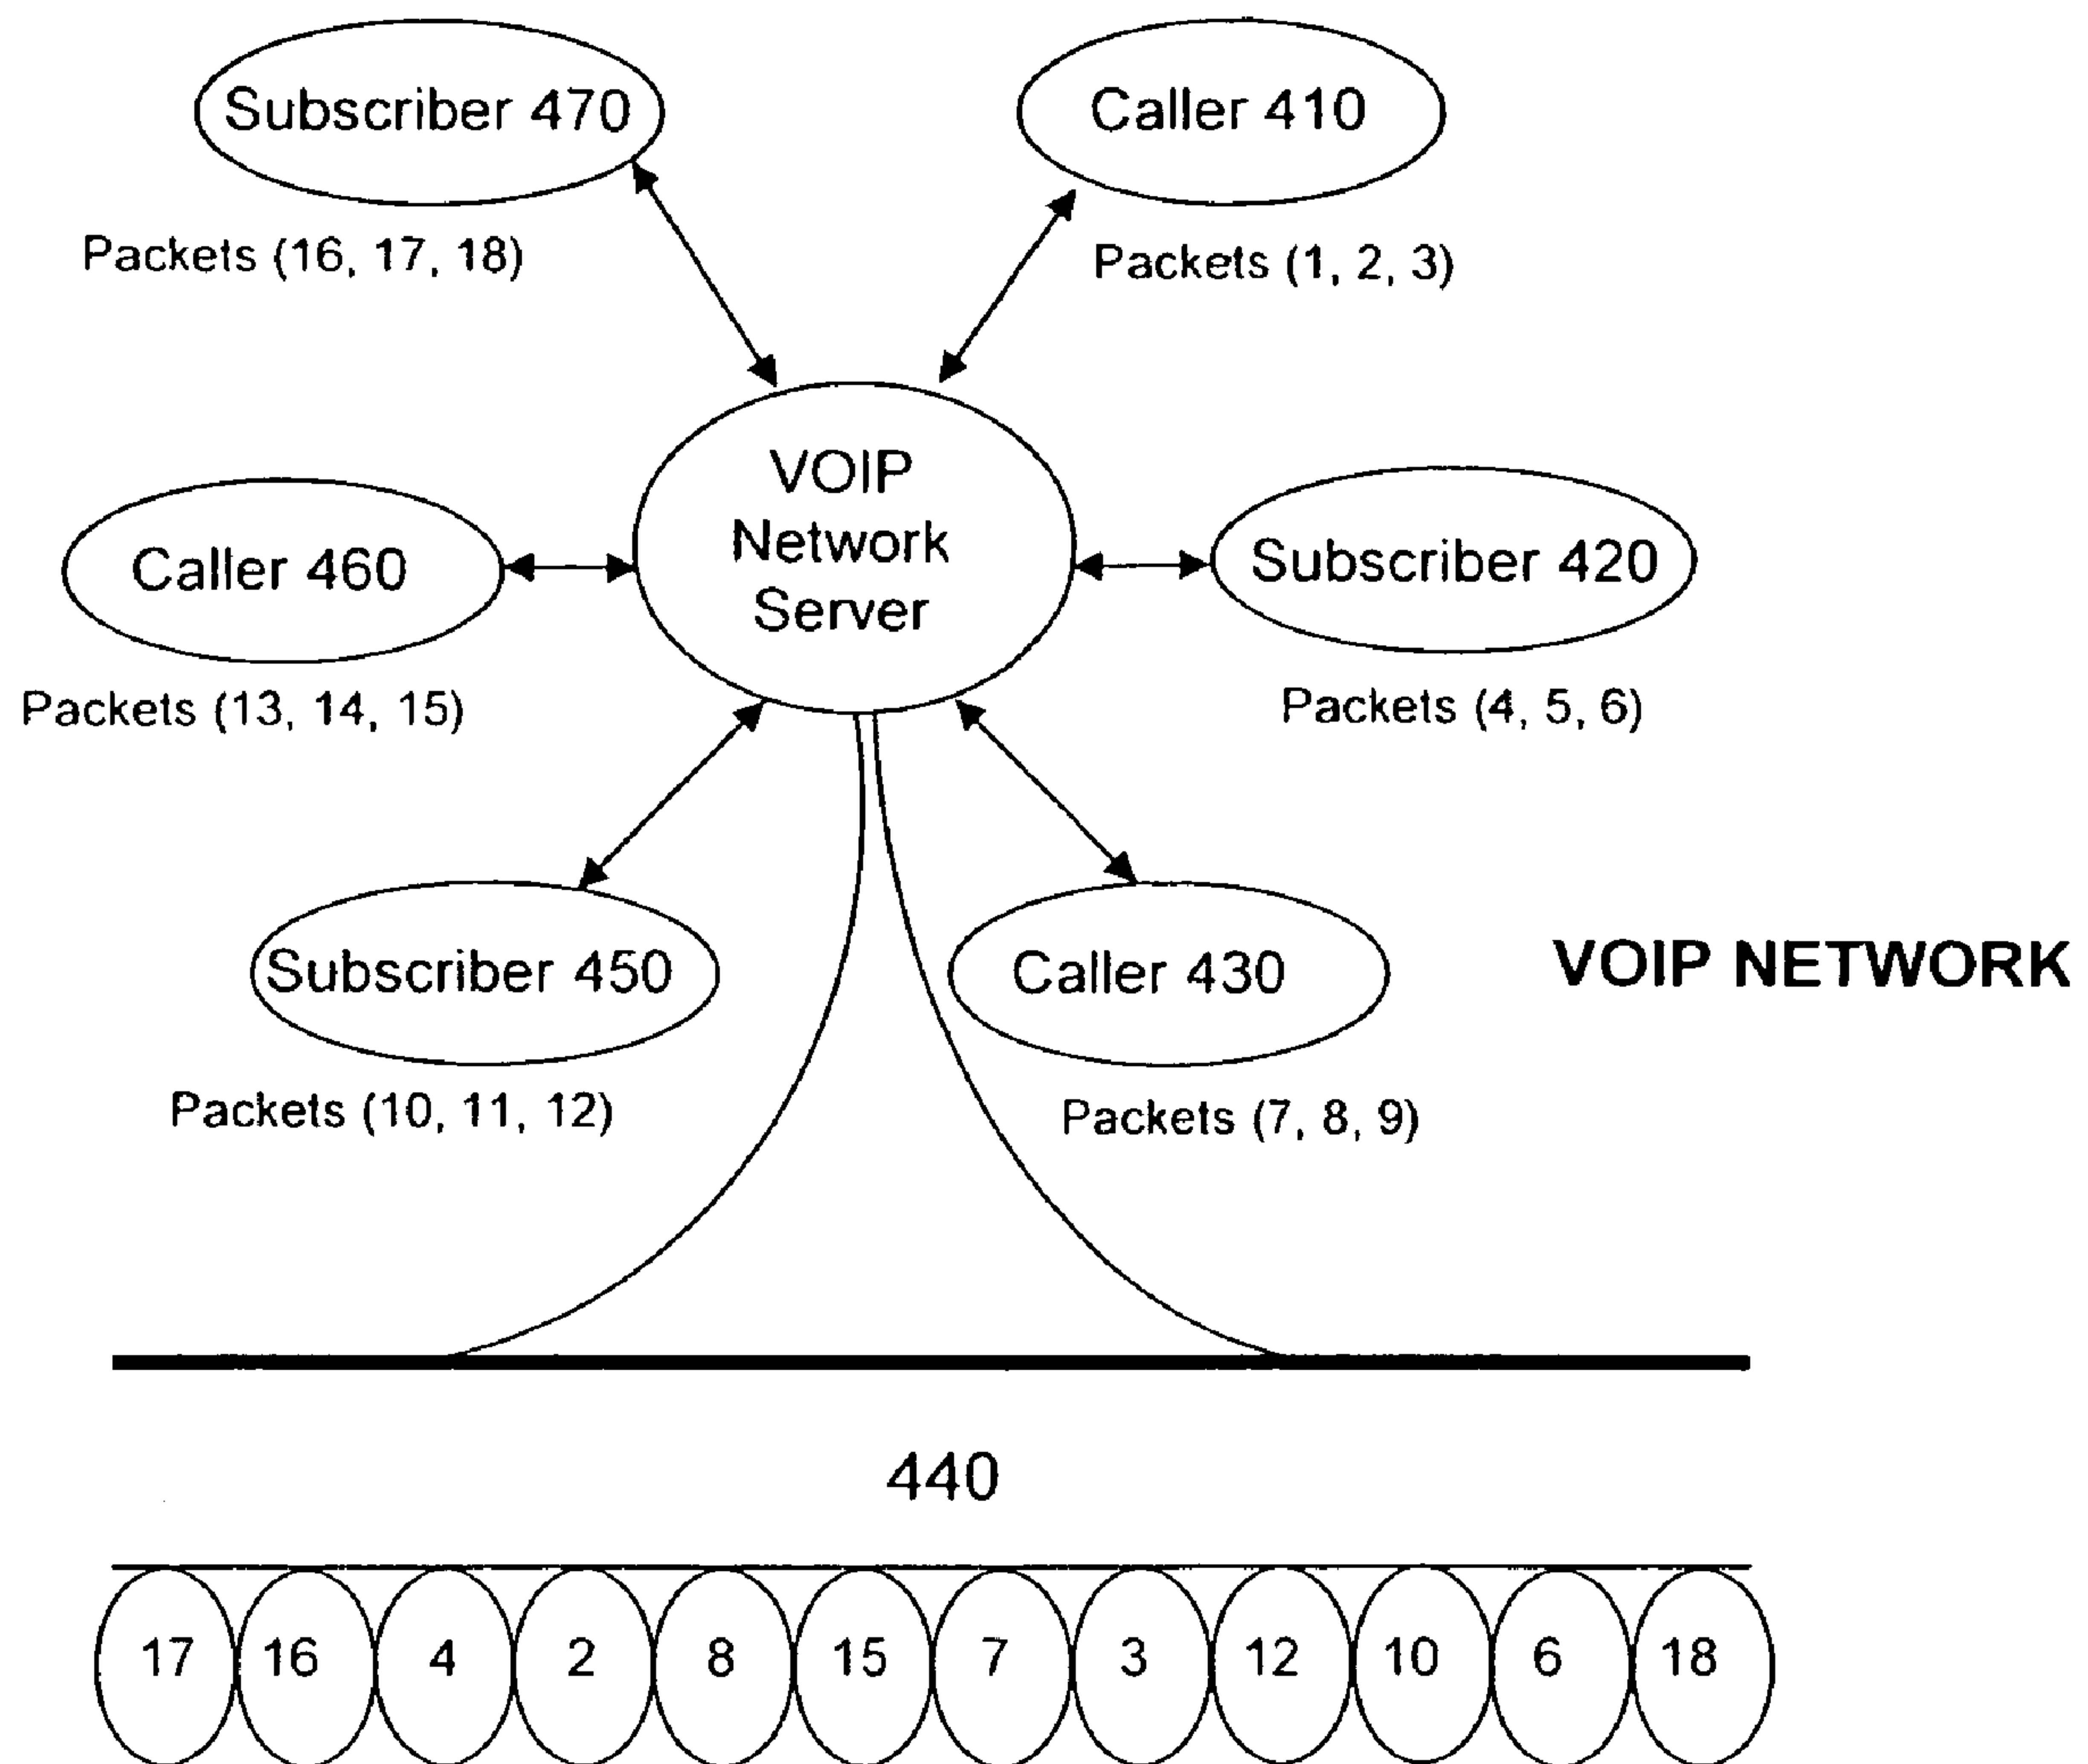 Subscriber 470
Caller 410
Packets (16, 17, 18)
Packets (1, 2, 3)
VOIP
Network
Server
Caller 460
Subscriber 420
Packets (13, 14, 15)
Packets (4, 5, 6)
Subscriber 450
Caller 430
VOIP NETWORK
Packets (10, 11, 12)
Packets (7, 8, 9)
440
17 16 4 2 8 15 7 3 12 10 6 18